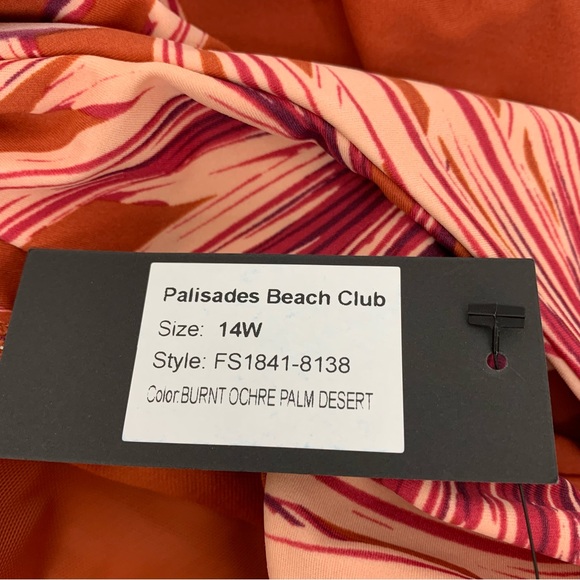 Palisades Beach Club
Size: 14W
Style: FS1841-8138
Color:BURNT OCHRE PALM DESERT